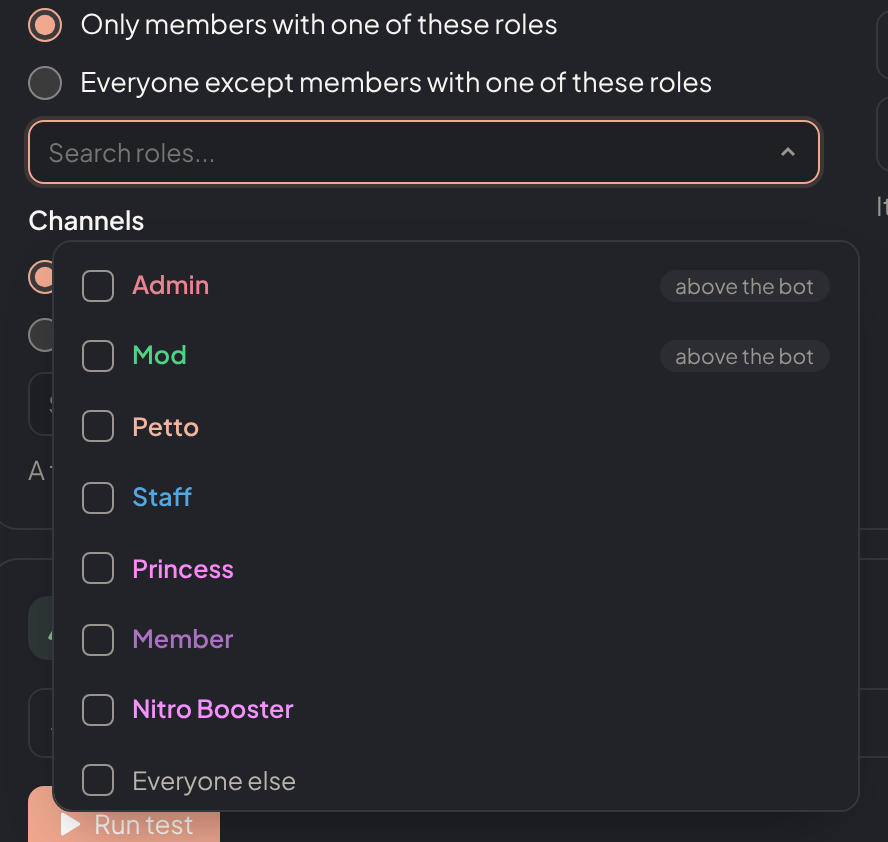 Only members with one of these roles
Everyone except members with one of these roles
Search roles...
Channels
Admin above the bot
Mod above the bot
Petto
Staff
Princess
Member
Nitro Booster
Everyone else
Run test